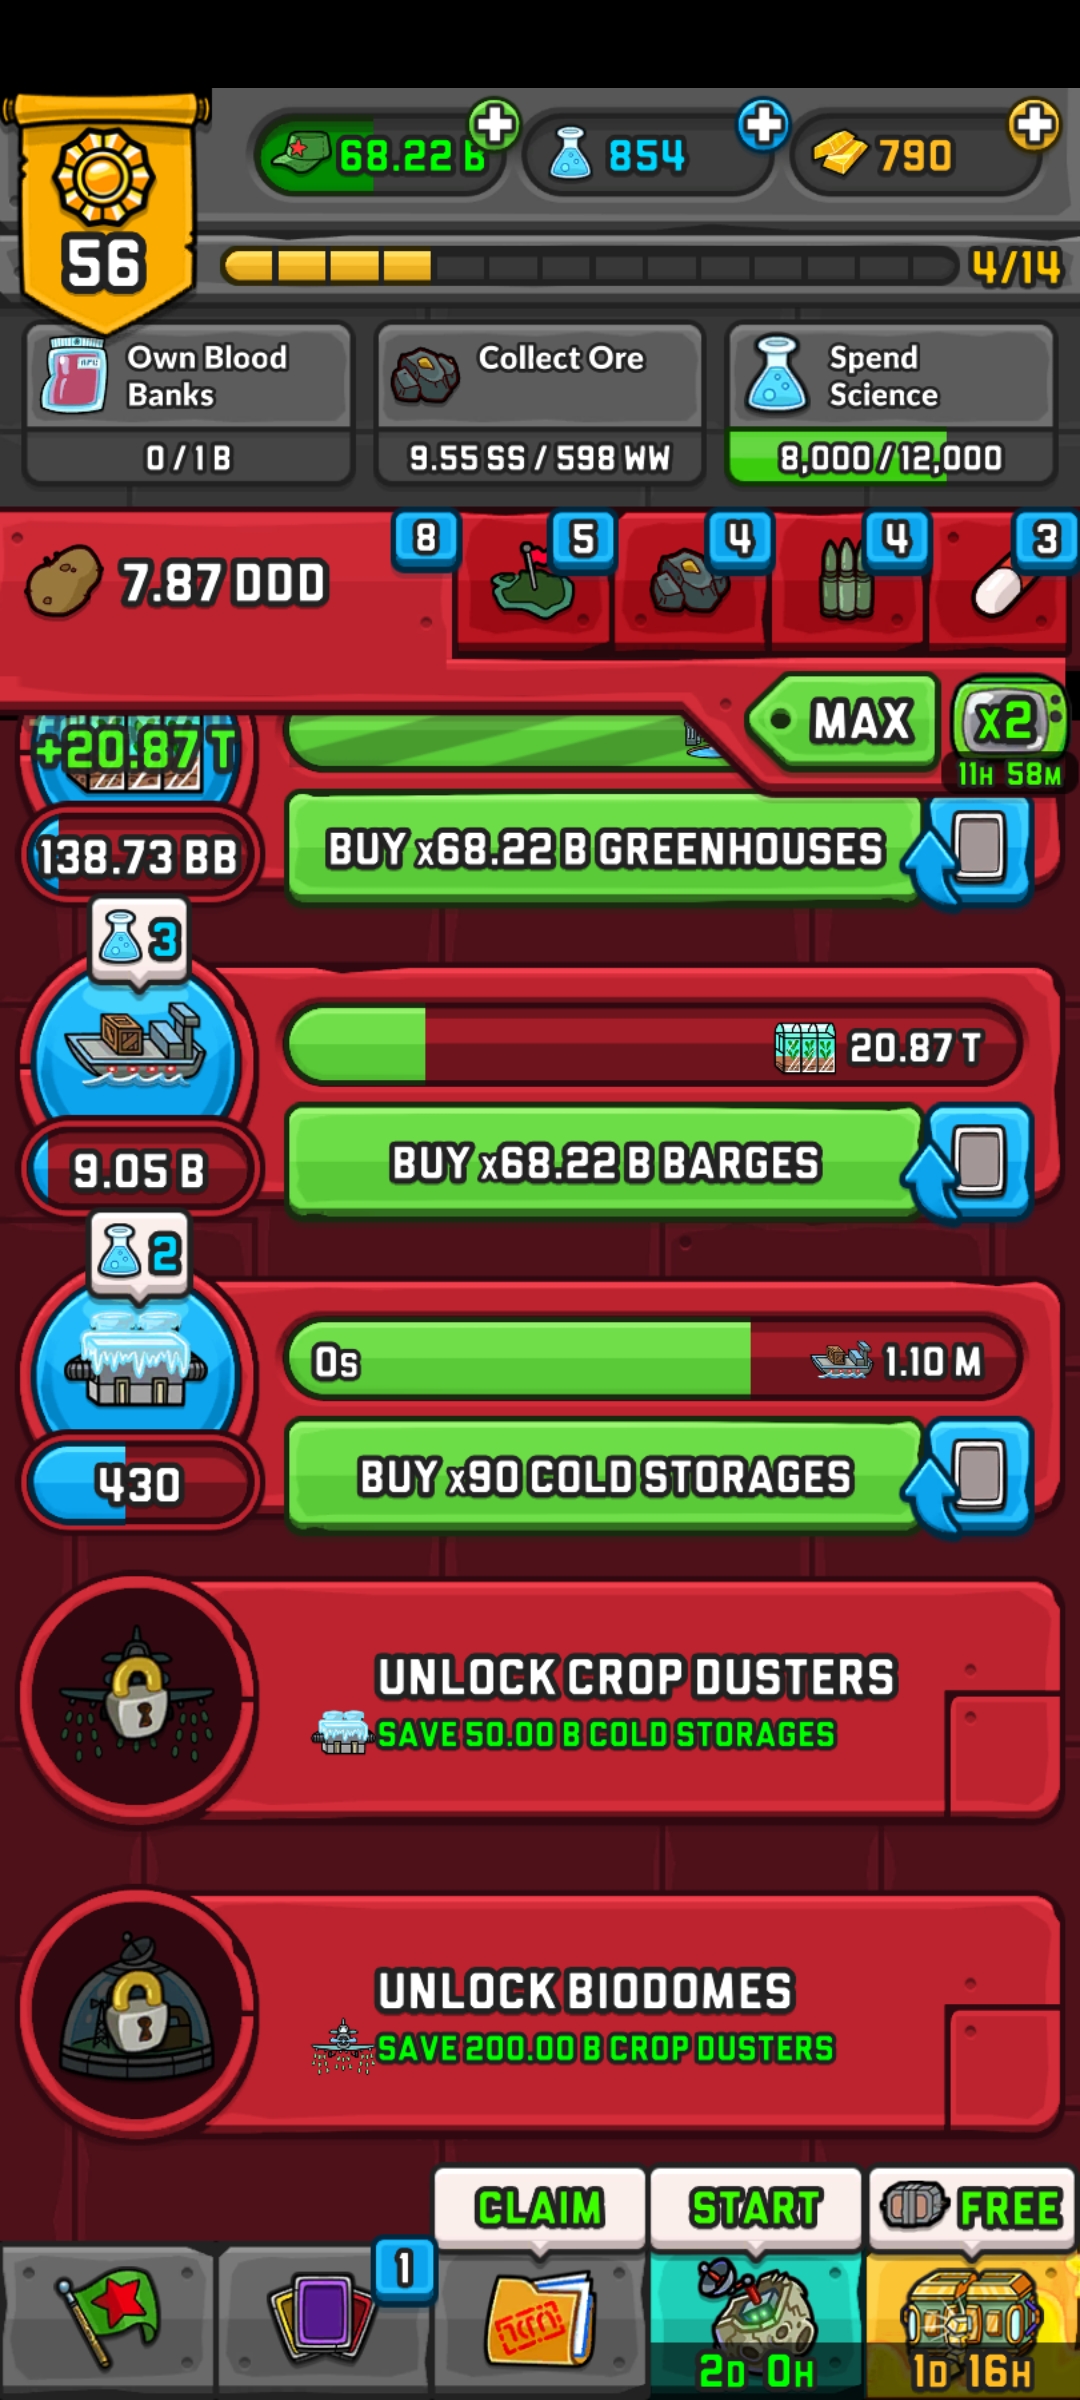 68.22 B
854
790
56
4/14
Own Blood
Banks
0 / 1 B
Collect Ore
9.55 SS / 598 WW
Spend
Science
8,000 / 12,000
7.87 DDD
8
5
4
4
3
MAX
x2
11H 58M
+20.87 T
138.73 BB
BUY x68.22 B GREENHOUSES
3
20.87 T
9.05 B
BUY x68.22 B BARGES
2
0s
1.10 M
430
BUY x90 COLD STORAGES
UNLOCK CROP DUSTERS
SAVE 50.00 B COLD STORAGES
UNLOCK BIODOMES
SAVE 200.00 B CROP DUSTERS
CLAIM
START
FREE
1
2D 0H
1D 16H